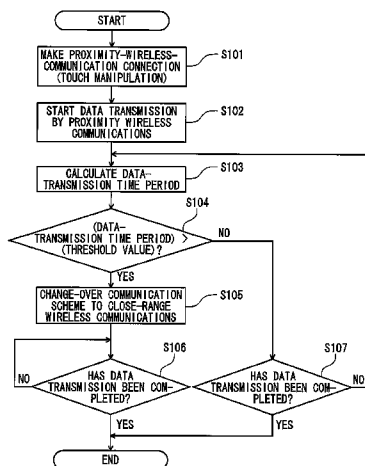 START
MAKE PROXIMITY-WIRELESS-
COMMUNICATION CONNECTION
(TOUCH MANIPULATION)
S101
START DATA TRANSMISSION
BY PROXIMITY WIRELESS
COMMUNICATIONS
S102
CALCULATE DATA-
TRANSMISSION TIME PERIOD
S103
(DATA-
TRANSMISSION TIME PERIOD) >
(THRESHOLD VALUE)?
S104
NO
YES
CHANGE-OVER COMMUNICATION
SCHEME TO CLOSE-RANGE
WIRELESS COMMUNICATIONS
S105
HAS DATA
TRANSMISSION BEEN COM-
PLETED?
S106
NO
YES
HAS DATA
TRANSMISSION BEEN COM-
PLETED?
S107
NO
YES
END